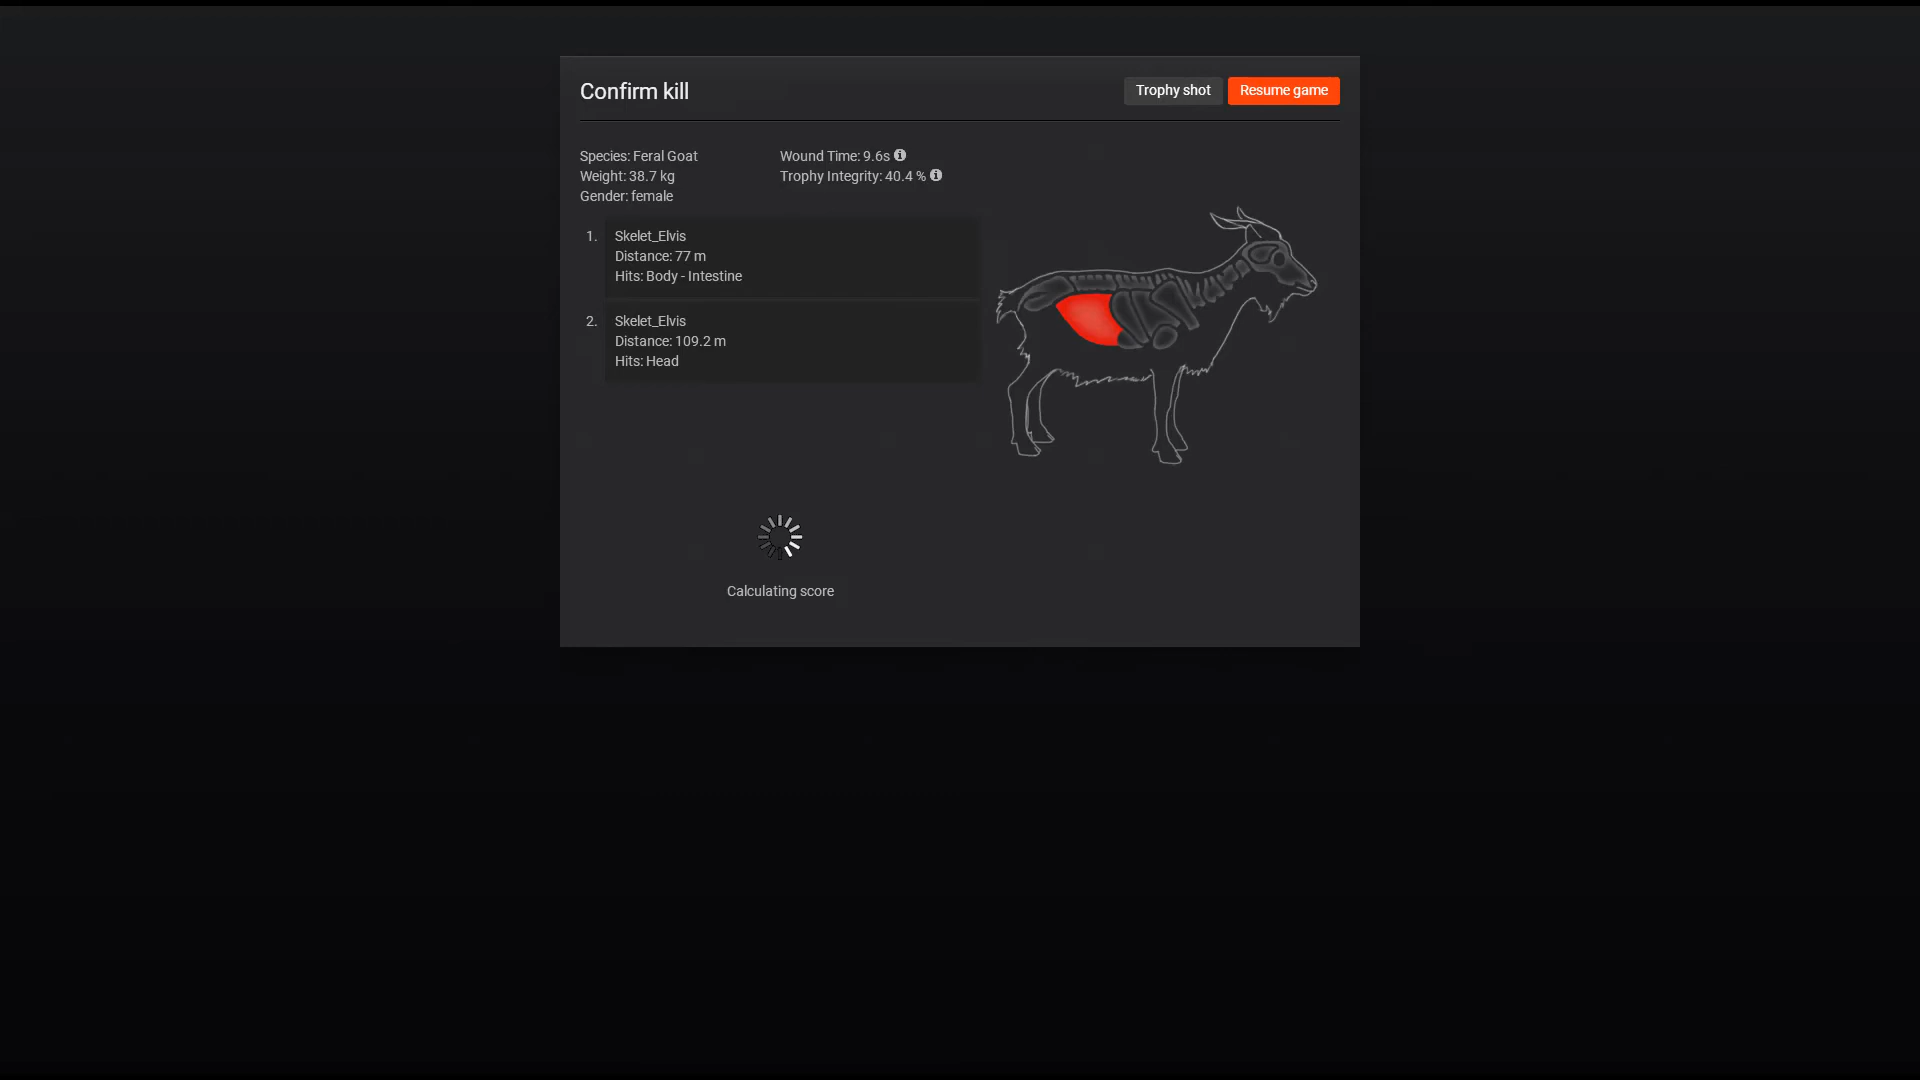 Confirm kill
Trophy shot
Resume game
Species: Feral Goat
Weight: 38.7 kg
Gender: female
Wound Time: 9.6s
Trophy Integrity: 40.4 %
1.
Skelet_Elvis
Distance: 77 m
Hits: Body - Intestine
2.
Skelet_Elvis
Distance: 109.2 m
Hits: Head
Calculating score